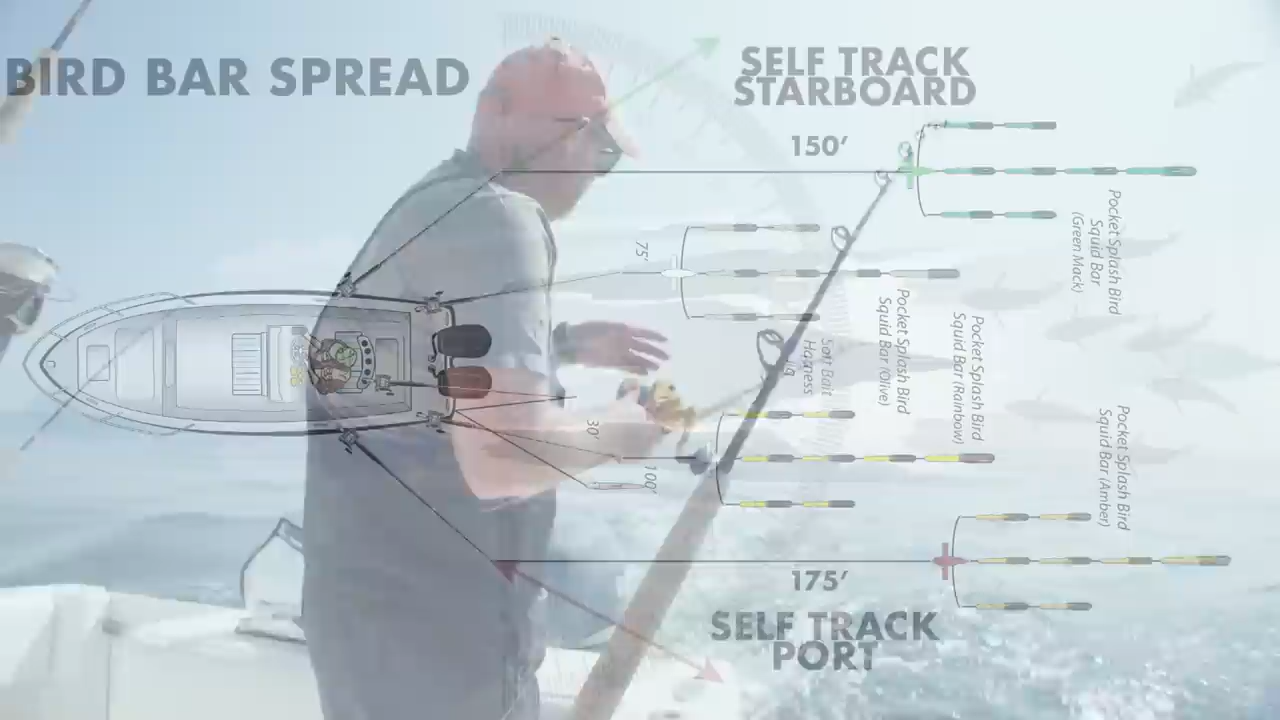 BIRD BAR SPREAD
SELF TRACK
STARBOARD
150’
75’
Pocket Splash Bird
Squid Bar
(Green Mack)
Pocket Splash Bird
Squid Bar (Olive)
Pocket Splash Bird
Squid Bar (Rainbow)
Soft Bait
Harness
30’
100’
Pocket Splash Bird
Squid Bar (Amber)
175’
SELF TRACK
PORT